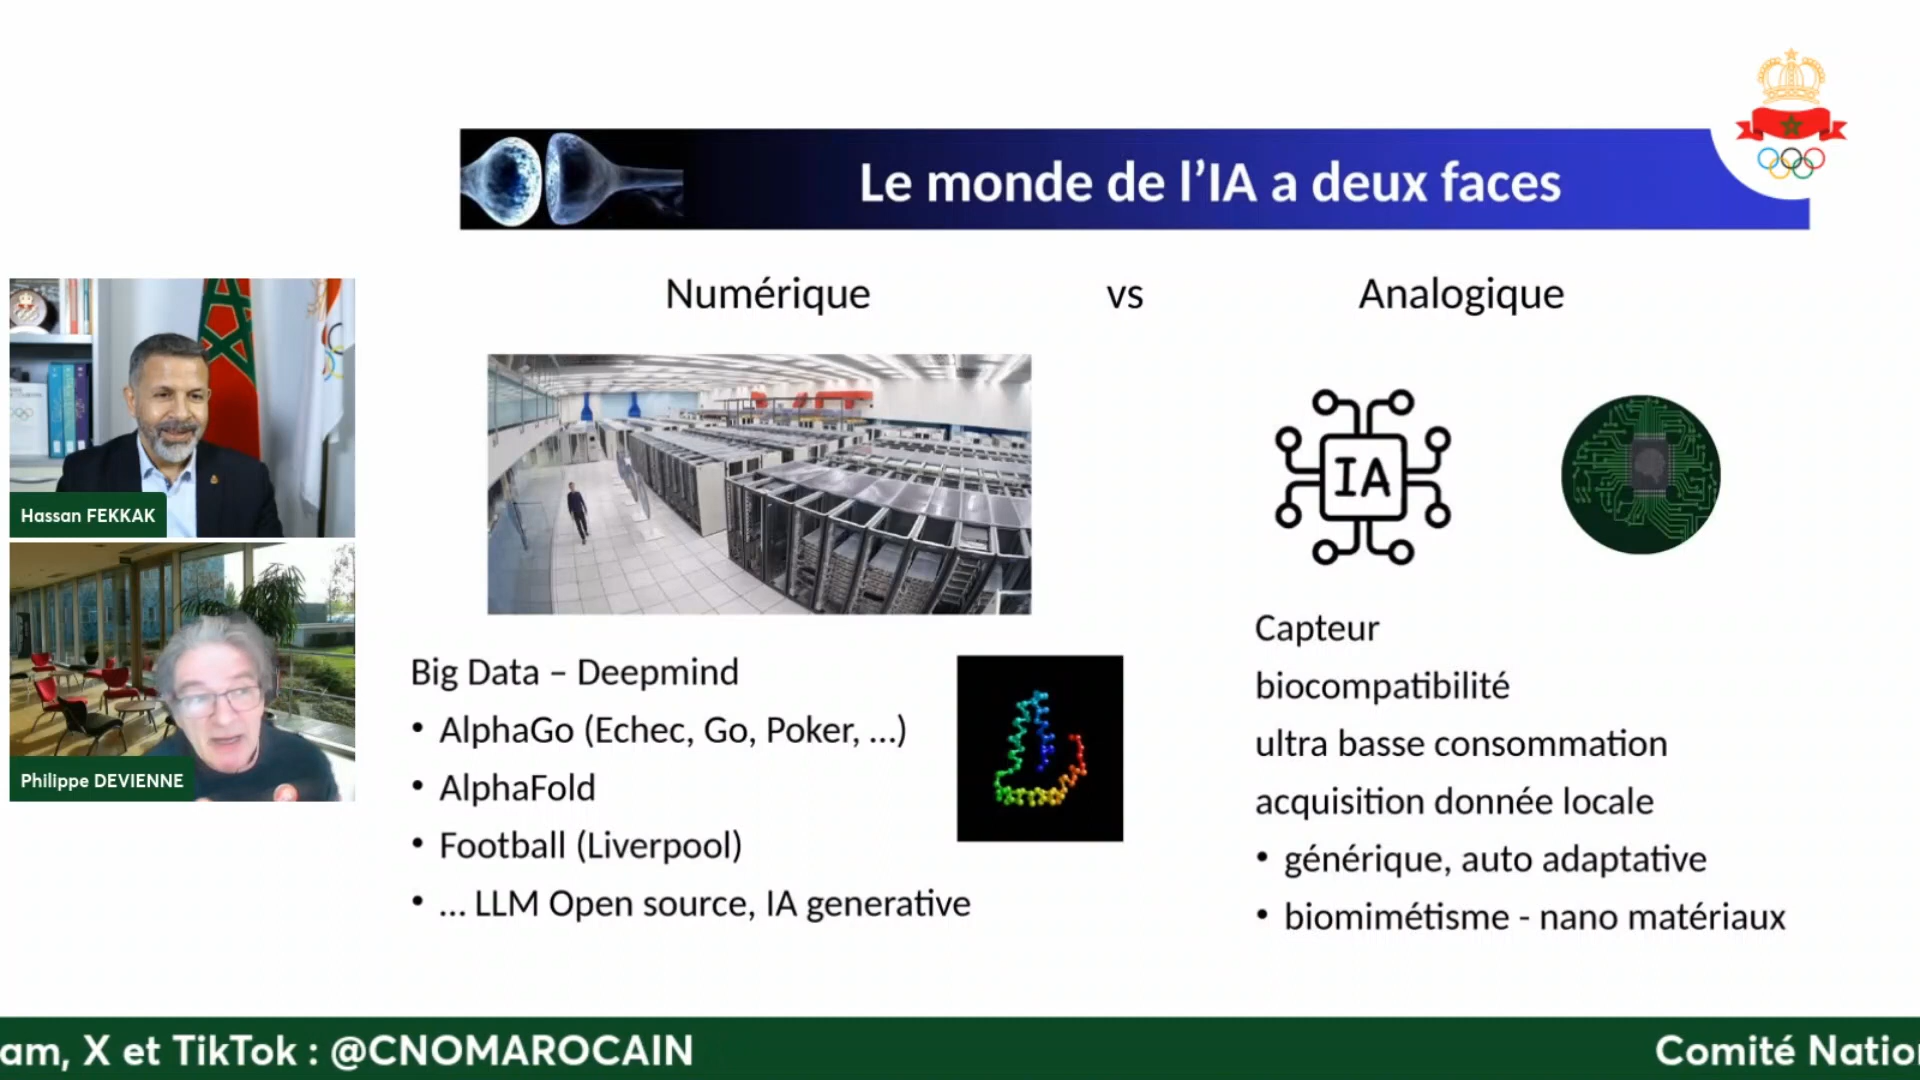 Le monde de l’IA a deux faces
Numérique vs Analogique
Hassan FEKKAK
Philippe DEVIENNE
Big Data – Deepmind
• AlphaGo (Echec, Go, Poker, ...)
• AlphaFold
• Football (Liverpool)
• ... LLM Open source, IA generative
IA
Capteur
biocompatibilité
ultra basse consommation
acquisition donnée locale
• générique, auto adaptative
• biomimétisme - nano matériaux
am, X et TikTok : @CNOMAROCAIN
Comité Nation